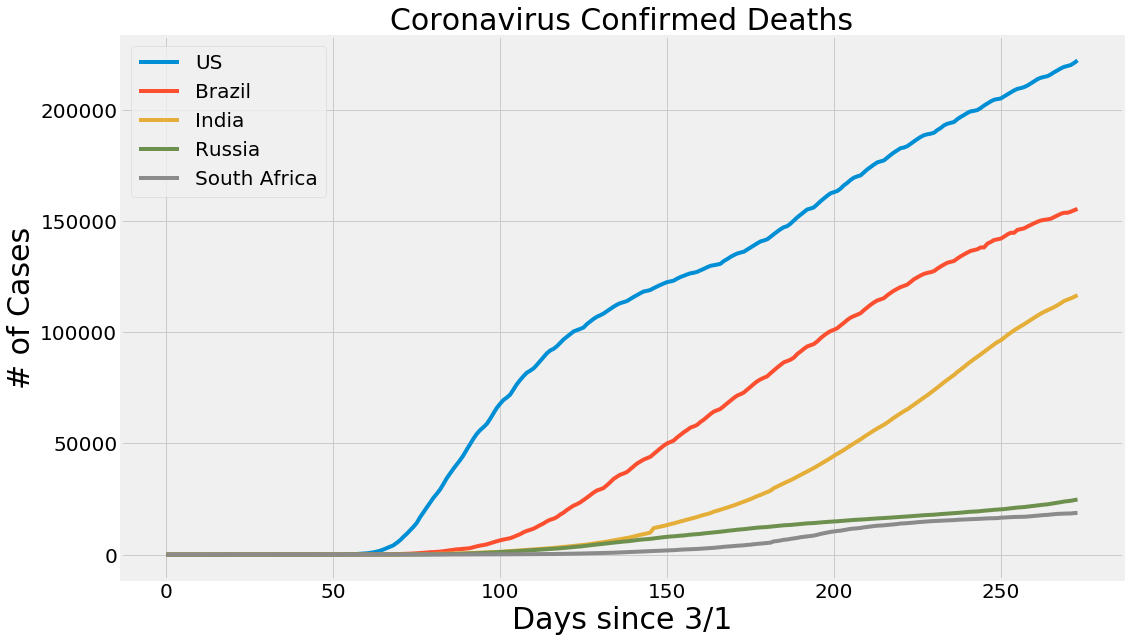 Coronavirus Confirmed Deaths
US
Brazil
India
Russia
South Africa
# of Cases
200000
150000
100000
50000
0
0 50 100 150 200 250
Days since 3/1